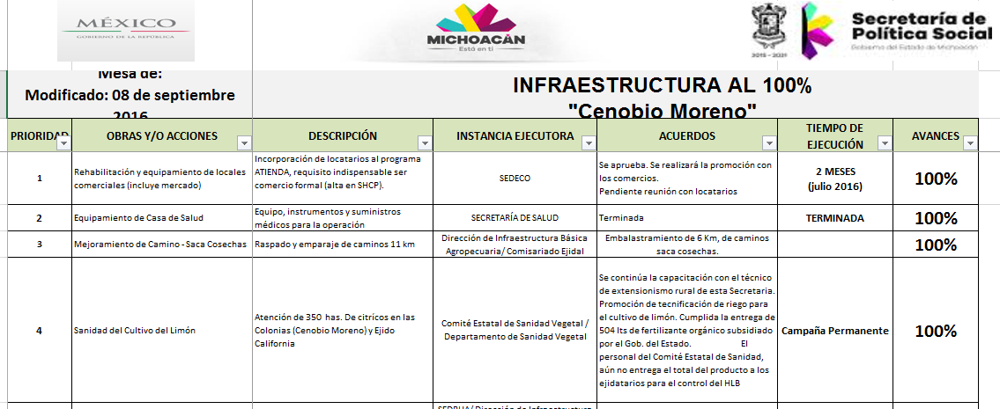 MÉXICO
GOBIERNO DE LA REPÚBLICA
MICHOACÁN
Está en ti
2015 - 2021
Secretaría de
Política Social
Gobierno del Estado de Michoacán
Mesa de:
Modificado: 08 de septiembre
2016
INFRAESTRUCTURA AL 100%
"Cenobio Moreno"
PRIORIDAD
OBRAS Y/O ACCIONES
DESCRIPCIÓN
INSTANCIA EJECUTORA
ACUERDOS
TIEMPO DE
EJECUCIÓN
AVANCES
1
Rehabilitación y equipamiento de locales
comerciales (incluye mercado)
Incorporación de locatarios al programa
ATIENDA, requisito indispensable ser
comercio formal (alta en SHCP).
SEDECO
Se aprueba. Se realizará la promoción con
los comercios.
Pendiente reunión con locatarios
2 MESES
(julio 2016)
100%
2
Equipamiento de Casa de Salud
Equipo, instrumentos y suministros
médicos para la operación
SECRETARÍA DE SALUD
Terminada
TERMINADA
100%
3
Mejoramiento de Camino - Saca Cosechas
Raspado y emparaje de caminos 11 km
Dirección de Infraestructura Básica
Agropecuaria/ Comisariado Ejidal
Embalastramiento de 6 Km, de caminos
saca cosechas.
100%
4
Sanidad del Cultivo del Limón
Atención de 350 has. De citrícos en las
Colonias (Cenobio Moreno) y Ejido
California
Comité Estatal de Sanidad Vegetal /
Departamento de Sanidad Vegetal
Se continúa la capacitación con el técnico
de extensionismo rural de esta Secretaria.
Promoción de tecnificación de riego para
el cultivo de limón. Cumplida la entrega de
504 lts de fertilizante orgánico subsidiado
por el Gob. del Estado. El
personal del Comité Estatal de Sanidad,
aún no entrega el total del producto a los
ejidatarios para el control del HLB
Campaña Permanente
100%
SEDRUA/ Dirección de Infraestructura